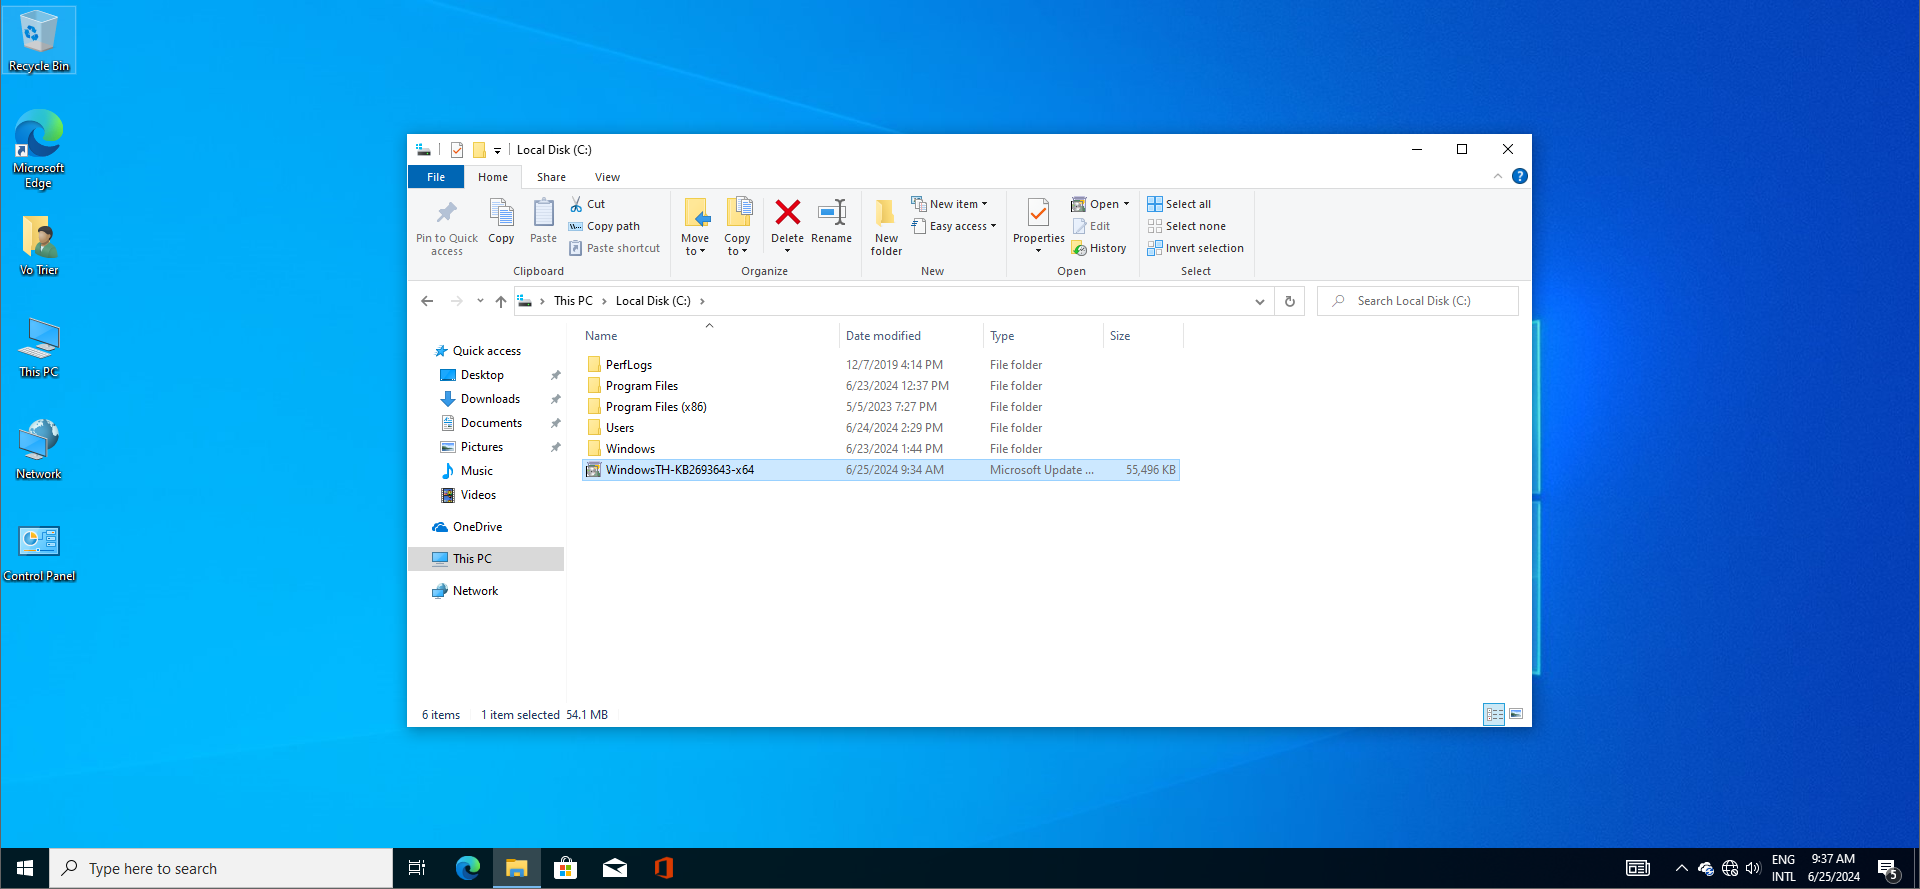 Recycle Bin
Microsoft
Edge
Vo Trier
This PC
Network
Control Panel
Local Disk (C:)
File
Home
Share
View
Pin to Quick
access
Copy
Paste
Cut
Copy path
Paste shortcut
Clipboard
Move
to
Copy
to
Delete
Rename
Organize
New
folder
New item
Easy access
New
Properties
Open
Edit
History
Open
Select all
Select none
Invert selection
Select
This PC
Local Disk (C:)
Search Local Disk (C:)
Quick access
Desktop
Downloads
Documents
Pictures
Music
Videos
OneDrive
This PC
Network
Name Date modified Type Size
PerfLogs 12/7/2019 4:14 PM File folder
Program Files 6/23/2024 12:37 PM File folder
Program Files (x86) 5/5/2023 7:27 PM File folder
Users 6/24/2024 2:29 PM File folder
Windows 6/23/2024 1:44 PM File folder
WindowsTH-KB2693643-x64 6/25/2024 9:34 AM Microsoft Update ... 55,496 KB
6 items 1 item selected 54.1 MB
Type here to search
ENG
INTL
9:37 AM
6/25/2024
5